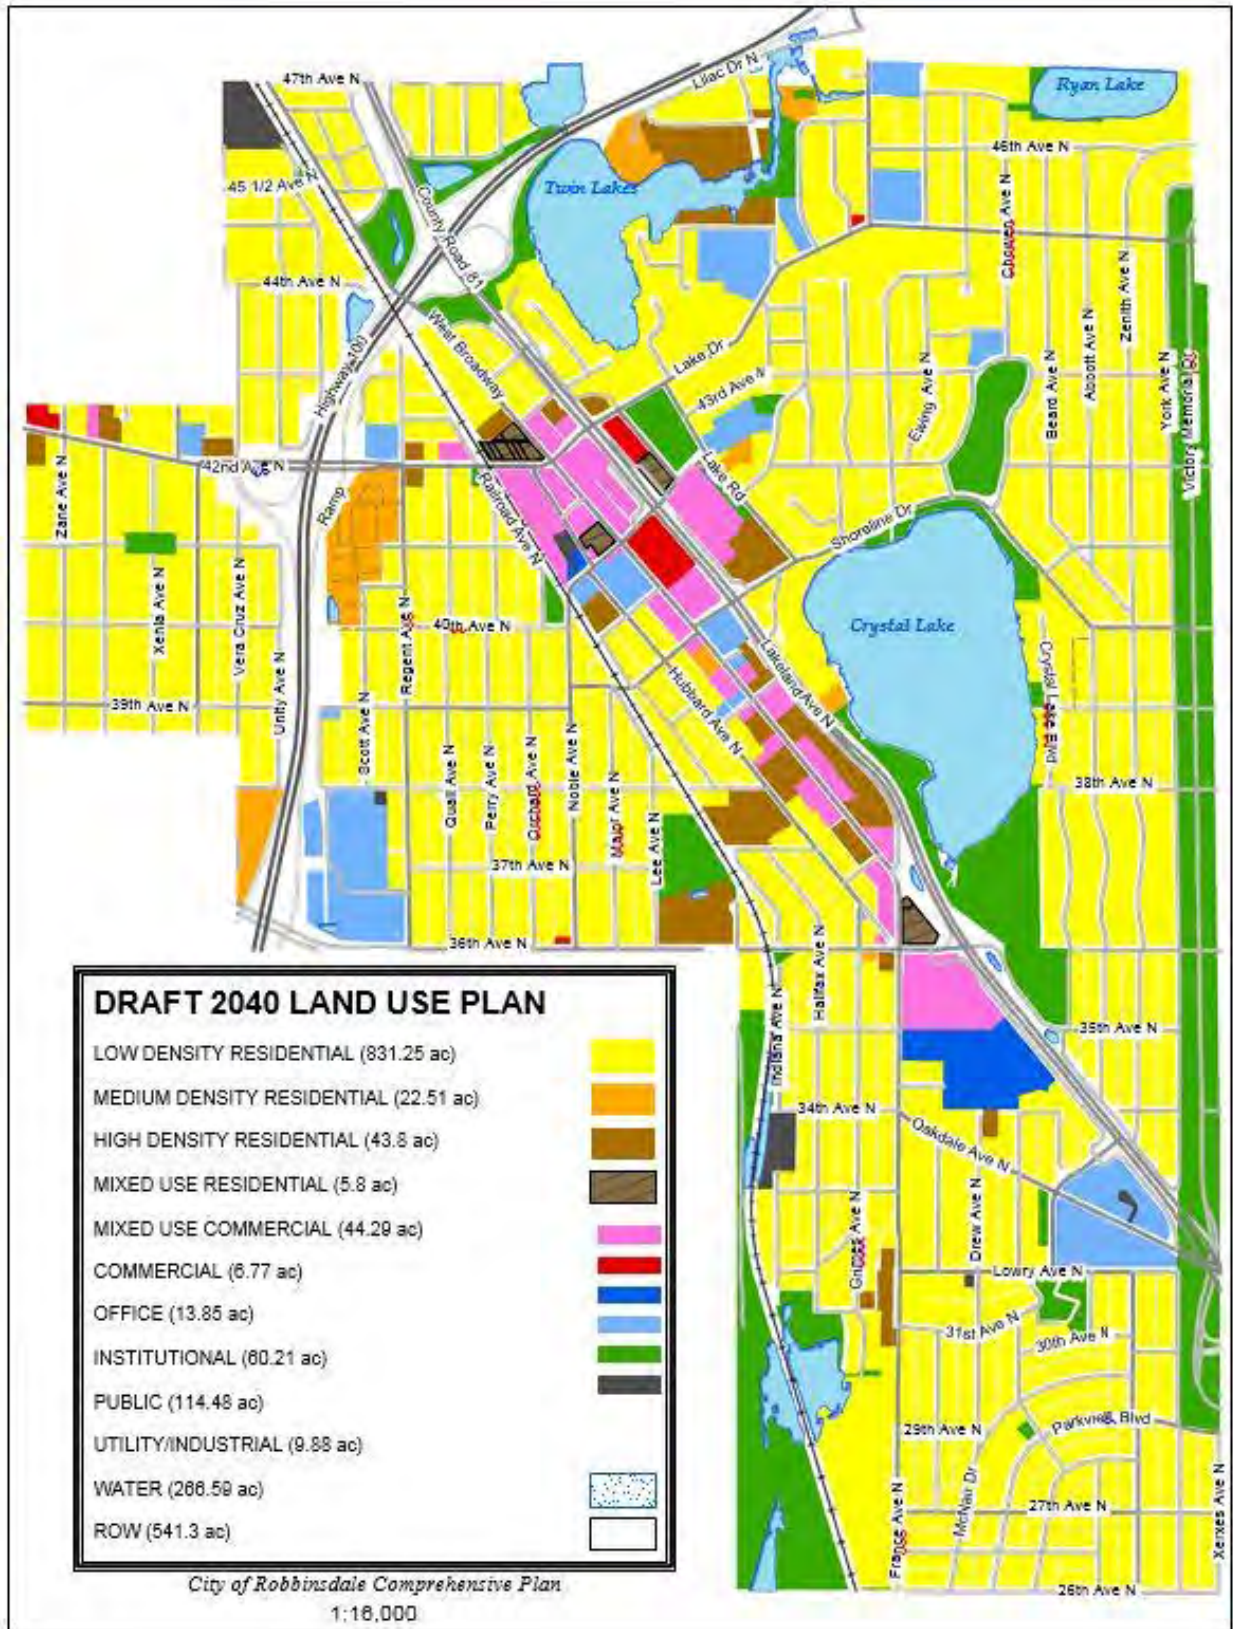 47th Ave N
Lilac Dr N
Ryan Lake
46th Ave N
45 1/2 Ave N
Twin Lakes
County Road 81
Chowen Ave N
44th Ave N
Zenith Ave N
West Broadway
Highway 100
Lake Dr
Abbott Ave N
43rd Ave N
Ewing Ave N
Beard Ave N
York Ave N
Victory Memorial Dr
42nd Ave N
Zane Ave N
Ramp
Railroad Ave N
Lake Rd
Shoreline Dr
Xenia Ave N
Vera Cruz Ave N
Regent Ave N
40th Ave N
Crystal Lake
Unity Ave N
Scott Ave N
Hubbard Ave N
Lakeland Ave N
Crystal Lake Blvd
39th Ave N
Quail Ave N
Perry Ave N
Orchard Ave N
Noble Ave N
Major Ave N
Lee Ave N
38th Ave N
37th Ave N
36th Ave N
Halifax Ave N
Indiana Ave N
35th Ave N
34th Ave N
Oakdale Ave N
Drew Ave N
Grimes Ave N
Lowry Ave N
31st Ave N
30th Ave N
29th Ave N
Parkview Blvd
McNair Dr
27th Ave N
France Ave N
Xerxes Ave N
26th Ave N
DRAFT 2040 LAND USE PLAN
LOW DENSITY RESIDENTIAL (831.25 ac)
MEDIUM DENSITY RESIDENTIAL (22.51 ac)
HIGH DENSITY RESIDENTIAL (43.8 ac)
MIXED USE RESIDENTIAL (5.8 ac)
MIXED USE COMMERCIAL (44.29 ac)
COMMERCIAL (6.77 ac)
OFFICE (13.85 ac)
INSTITUTIONAL (60.21 ac)
PUBLIC (114.48 ac)
UTILITY/INDUSTRIAL (9.88 ac)
WATER (266.59 ac)
ROW (541.3 ac)
City of Robbinsdale Comprehensive Plan
1:16,000